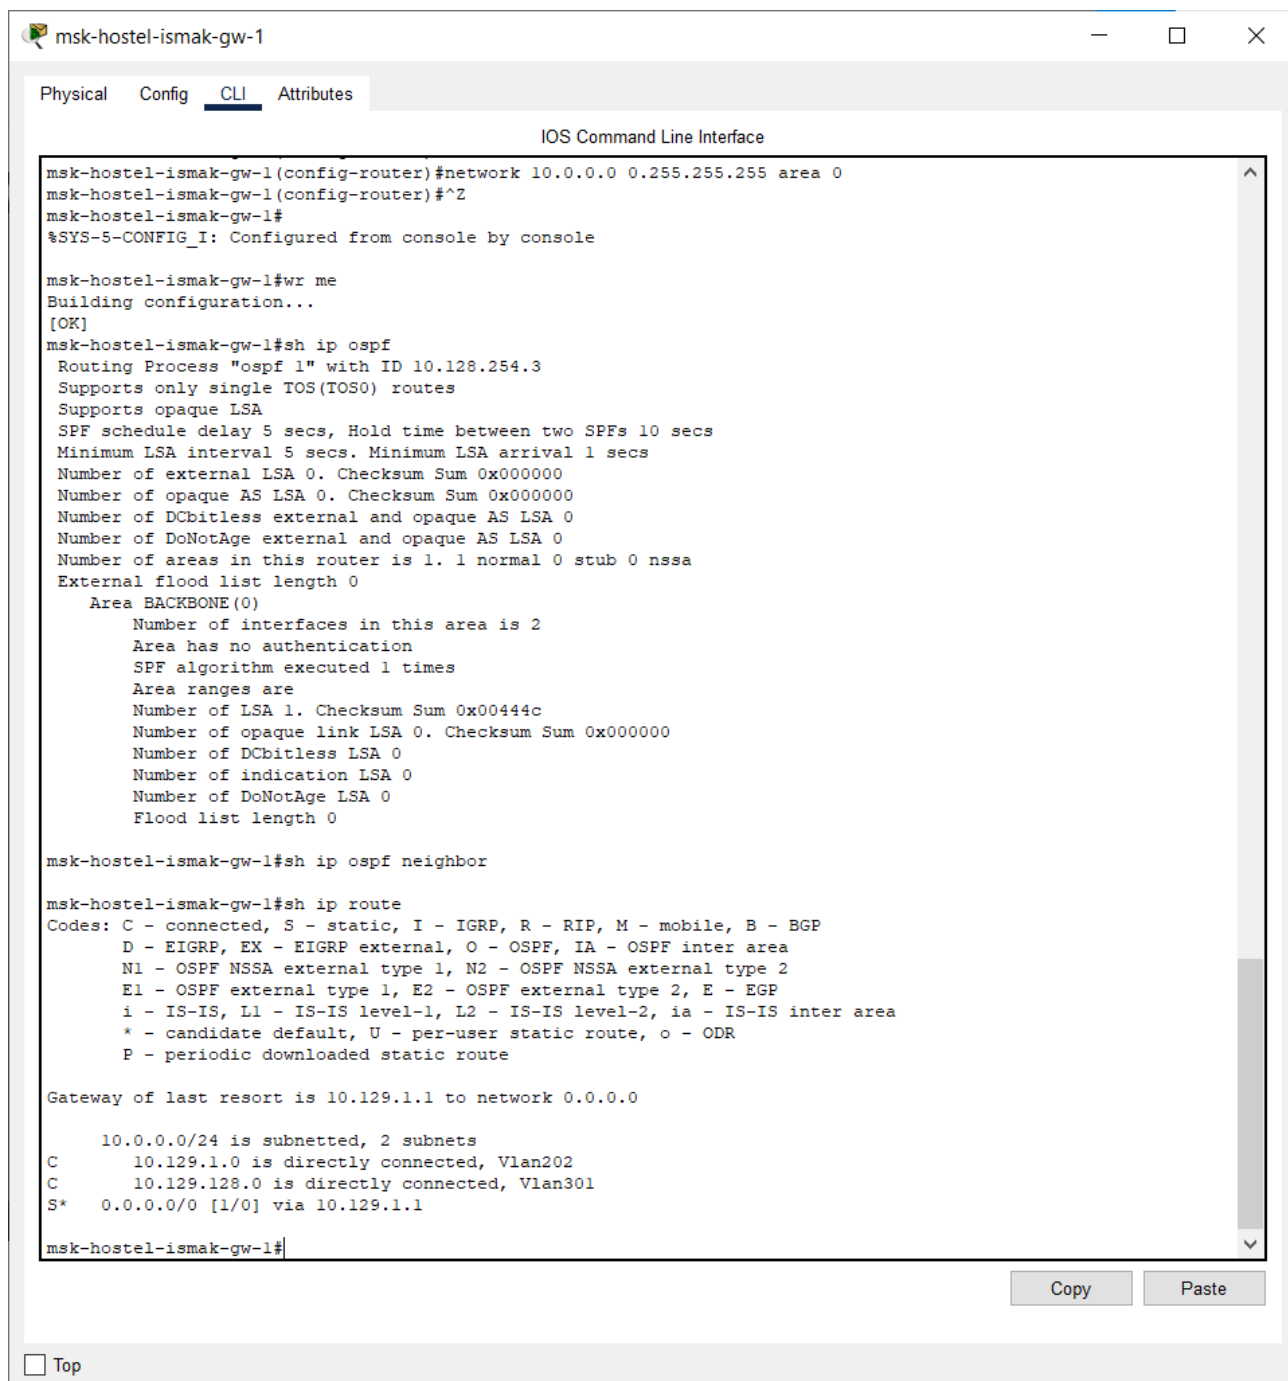 msk-hostel-ismak-gw-1
Physical Config CLI Attributes
IOS Command Line Interface
msk-hostel-ismak-gw-1(config-router)#network 10.0.0.0 0.255.255.255 area 0
msk-hostel-ismak-gw-1(config-router)#^Z
msk-hostel-ismak-gw-1#
%SYS-5-CONFIG_I: Configured from console by console
msk-hostel-ismak-gw-1#wr me
Building configuration...
[OK]
msk-hostel-ismak-gw-1#sh ip ospf
Routing Process "ospf 1" with ID 10.128.254.3
Supports only single TOS(TOS0) routes
Supports opaque LSA
SPF schedule delay 5 secs, Hold time between two SPFs 10 secs
Minimum LSA interval 5 secs. Minimum LSA arrival 1 secs
Number of external LSA 0. Checksum Sum 0x000000
Number of opaque AS LSA 0. Checksum Sum 0x000000
Number of DCbitless external and opaque AS LSA 0
Number of DoNotAge external and opaque AS LSA 0
Number of areas in this router is 1. 1 normal 0 stub 0 nssa
External flood list length 0
Area BACKBONE(0)
Number of interfaces in this area is 2
Area has no authentication
SPF algorithm executed 1 times
Area ranges are
Number of LSA 1. Checksum Sum 0x00444c
Number of opaque link LSA 0. Checksum Sum 0x000000
Number of DCbitless LSA 0
Number of indication LSA 0
Number of DoNotAge LSA 0
Flood list length 0
msk-hostel-ismak-gw-1#sh ip ospf neighbor
msk-hostel-ismak-gw-1#sh ip route
Codes: C - connected, S - static, I - IGRP, R - RIP, M - mobile, B - BGP
D - EIGRP, EX - EIGRP external, O - OSPF, IA - OSPF inter area
N1 - OSPF NSSA external type 1, N2 - OSPF NSSA external type 2
E1 - OSPF external type 1, E2 - OSPF external type 2, E - EGP
i - IS-IS, L1 - IS-IS level-1, L2 - IS-IS level-2, ia - IS-IS inter area
* - candidate default, U - per-user static route, o - ODR
P - periodic downloaded static route
Gateway of last resort is 10.129.1.1 to network 0.0.0.0
10.0.0.0/24 is subnetted, 2 subnets
C 10.129.1.0 is directly connected, Vlan202
C 10.129.128.0 is directly connected, Vlan301
S* 0.0.0.0/0 [1/0] via 10.129.1.1
msk-hostel-ismak-gw-1#
Copy Paste
Top